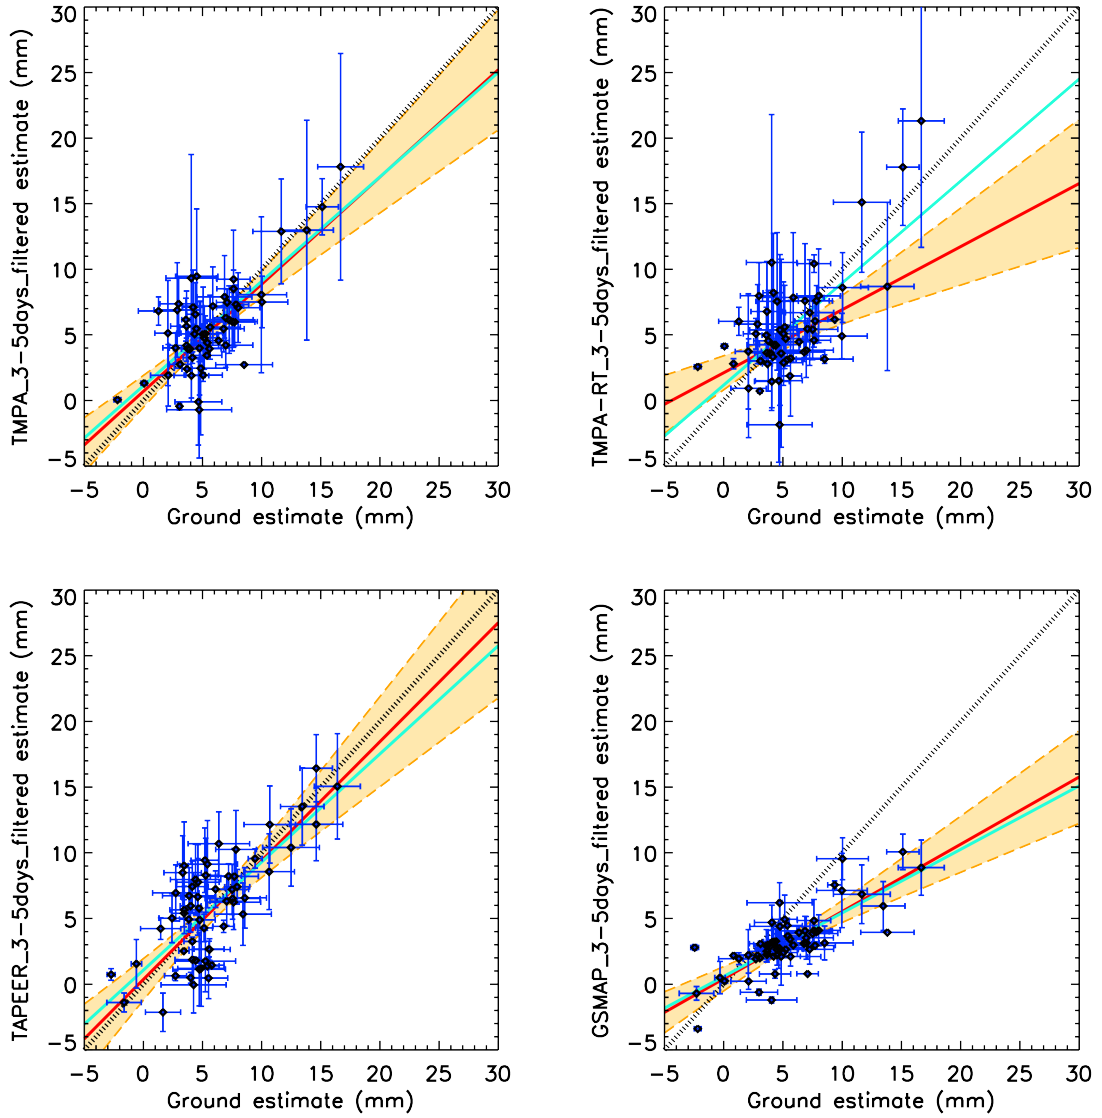 30
25
20
15
10
5
0
−5
TMPA_3−5days_filtered estimate (mm)
−5 0 5 10 15 20 25 30
Ground estimate (mm)
30
25
20
15
10
5
0
−5
TMPA−RT_3−5days_filtered estimate (mm)
−5 0 5 10 15 20 25 30
Ground estimate (mm)
30
25
20
15
10
5
0
−5
TAPEER_3−5days_filtered estimate (mm)
−5 0 5 10 15 20 25 30
Ground estimate (mm)
30
25
20
15
10
5
0
−5
GSMAP_3−5days_filtered estimate (mm)
−5 0 5 10 15 20 25 30
Ground estimate (mm)